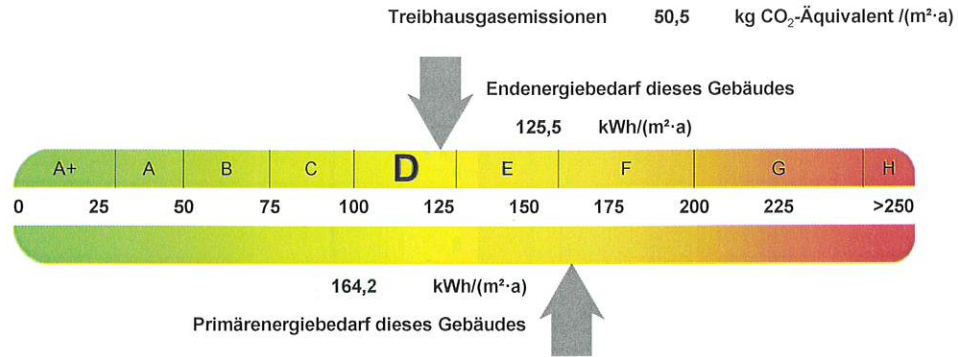 Treibhausgasemissionen 50,5 kg CO₂-Äquivalent /(m²·a)
Endenergiebedarf dieses Gebäudes
125,5 kWh/(m²·a)
A+ A B C D E F G H
0 25 50 75 100 125 150 175 200 225 >250
164,2 kWh/(m²·a)
Primärenergiebedarf dieses Gebäudes